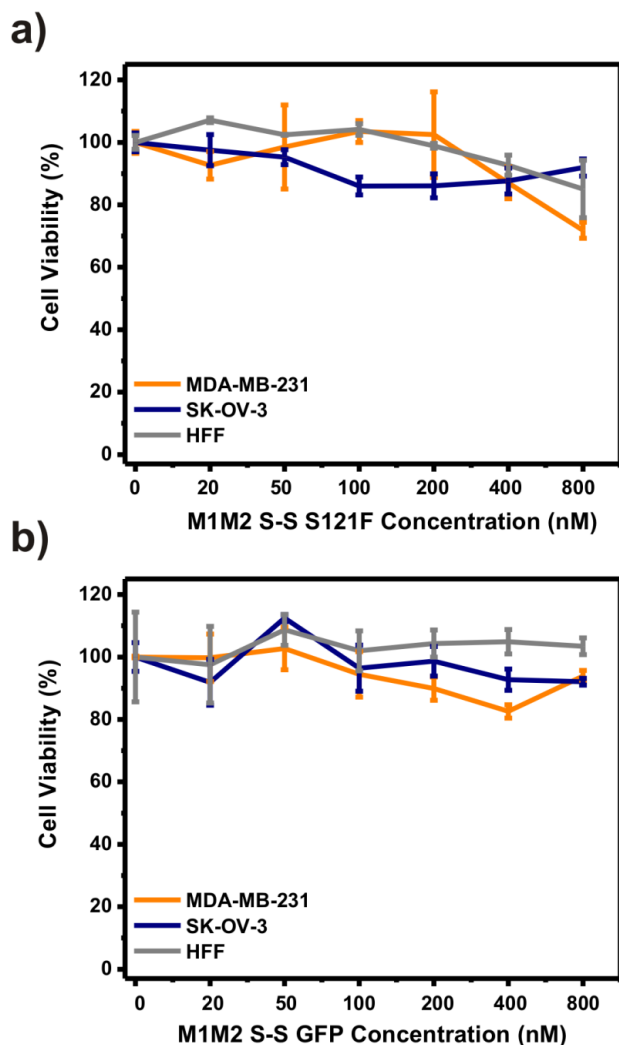 a)
120
100
80
60
40
20
0
Cell Viability (%)
MDA-MB-231
SK-OV-3
HFF
0 20 50 100 200 400 800
M1M2 S-S S121F Concentration (nM)
b)
120
100
80
60
40
20
0
Cell Viability (%)
MDA-MB-231
SK-OV-3
HFF
0 20 50 100 200 400 800
M1M2 S-S GFP Concentration (nM)